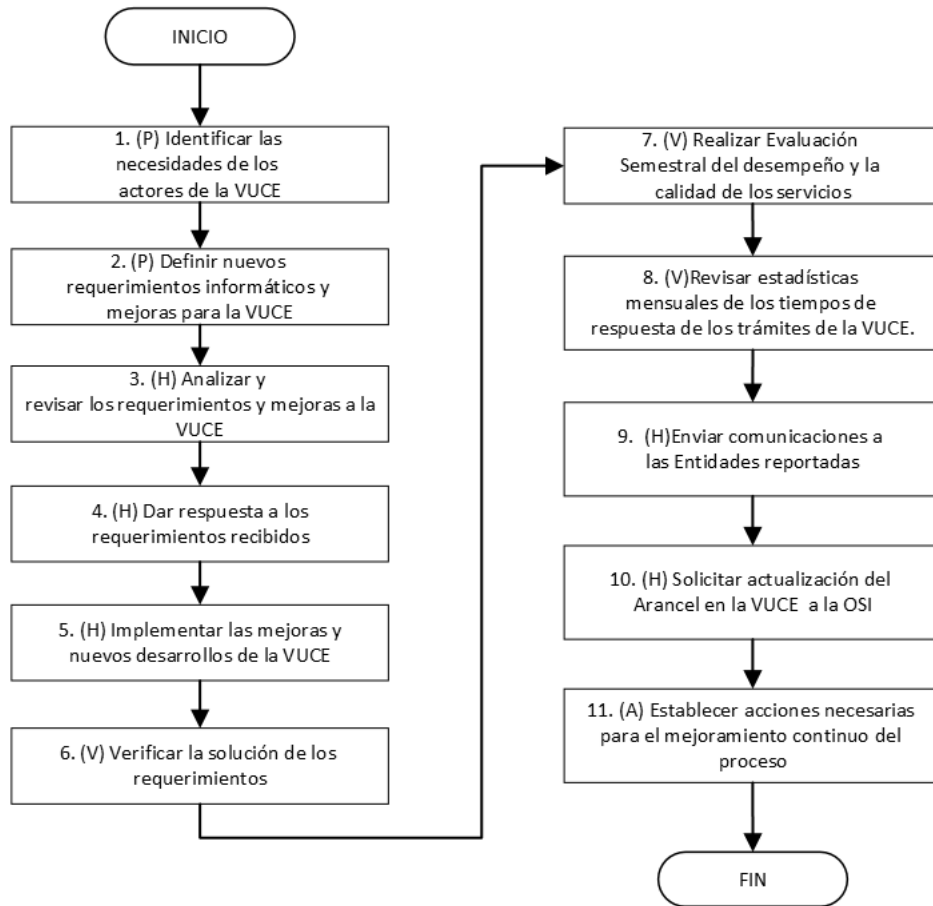 INICIO
1. (P) Identificar las
necesidades de los
actores de la VUCE
2. (P) Definir nuevos
requerimientos informáticos y
mejoras para la VUCE
3. (H) Analizar y
revisar los requerimientos y mejoras a la
VUCE
4. (H) Dar respuesta a los
requerimientos recibidos
5. (H) Implementar las mejoras y
nuevos desarrollos de la VUCE
6. (V) Verificar la solución de los
requerimientos
7. (V) Realizar Evaluación
Semestral del desempeño y la
calidad de los servicios
8. (V)Revisar estadísticas
mensuales de los tiempos de
respuesta de los trámites de la VUCE.
9. (H)Enviar comunicaciones a
las Entidades reportadas
10. (H) Solicitar actualización del
Arancel en la VUCE a la OSI
11. (A) Establecer acciones necesarias
para el mejoramiento continuo del
proceso
FIN